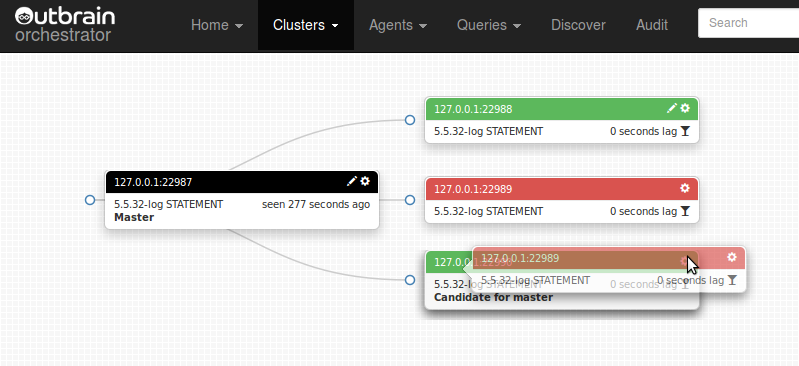 Outbrain
orchestrator
Home Clusters Agents Queries Discover Audit Search
127.0.0.1:22988
5.5.32-log STATEMENT 0 seconds lag
127.0.0.1:22987
5.5.32-log STATEMENT seen 277 seconds ago
Master
127.0.0.1:22989
5.5.32-log STATEMENT 0 seconds lag
127.0.0.1:22989
5.5.32-log STATEMENT 0 seconds lag
127.0
5.5.32-log STATEMENT 0 seconds lag
Candidate for master